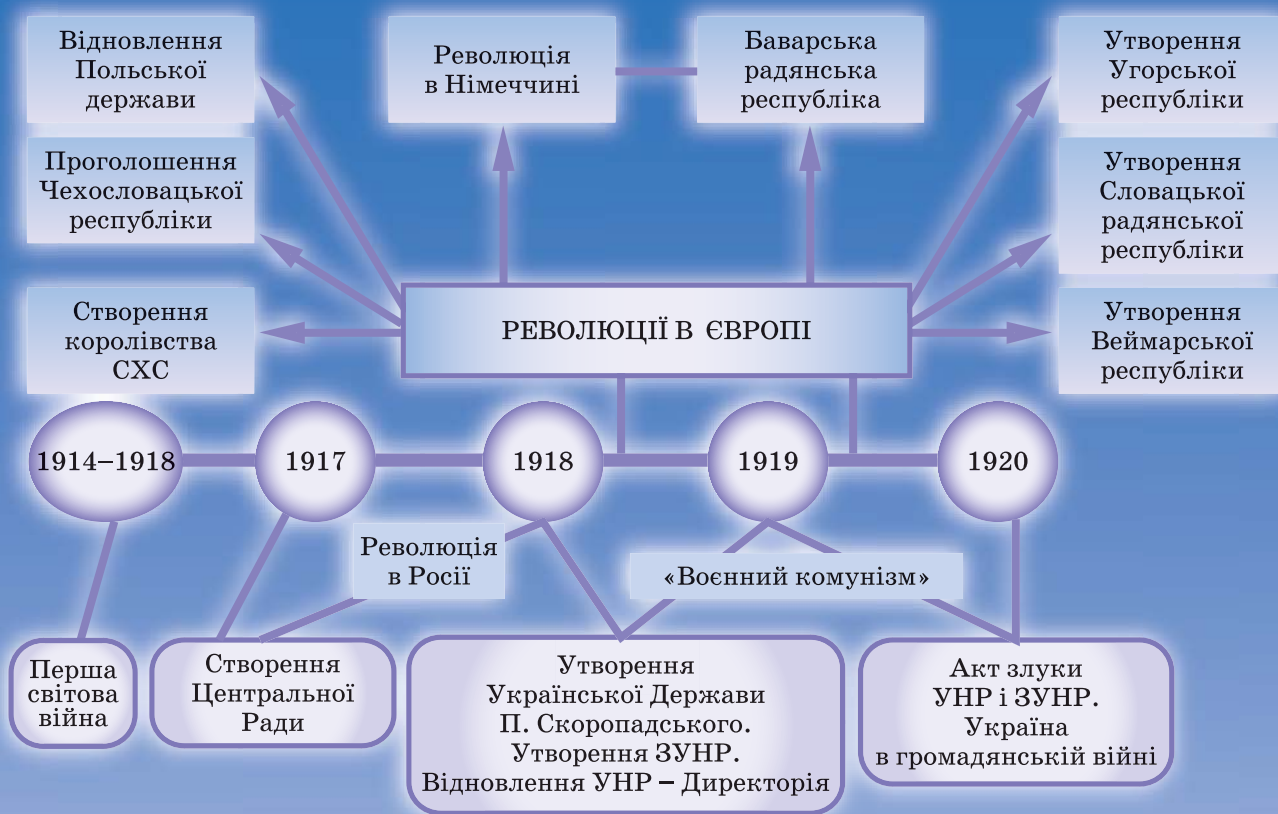 Відновлення
Польської
держави
Революція
в Німеччині
Баварська
радянська
республіка
Утворення
Угорської
республіки
Проголошення
Чехословацької
республіки
Утворення
Словацької
радянської
республіки
Створення
королівства
СХС
РЕВОЛЮЦІЇ В ЄВРОПІ
Утворення
Веймарської
республіки
1914–1918
1917
1918
1919
1920
Революція
в Росії
«Воєнний комунізм»
Перша
світова
війна
Створення
Центральної
Ради
Утворення
Української Держави
П. Скоропадського.
Утворення ЗУНР.
Відновлення УНР – Директорія
Акт злуки
УНР і ЗУНР.
Україна
в громадянській війні